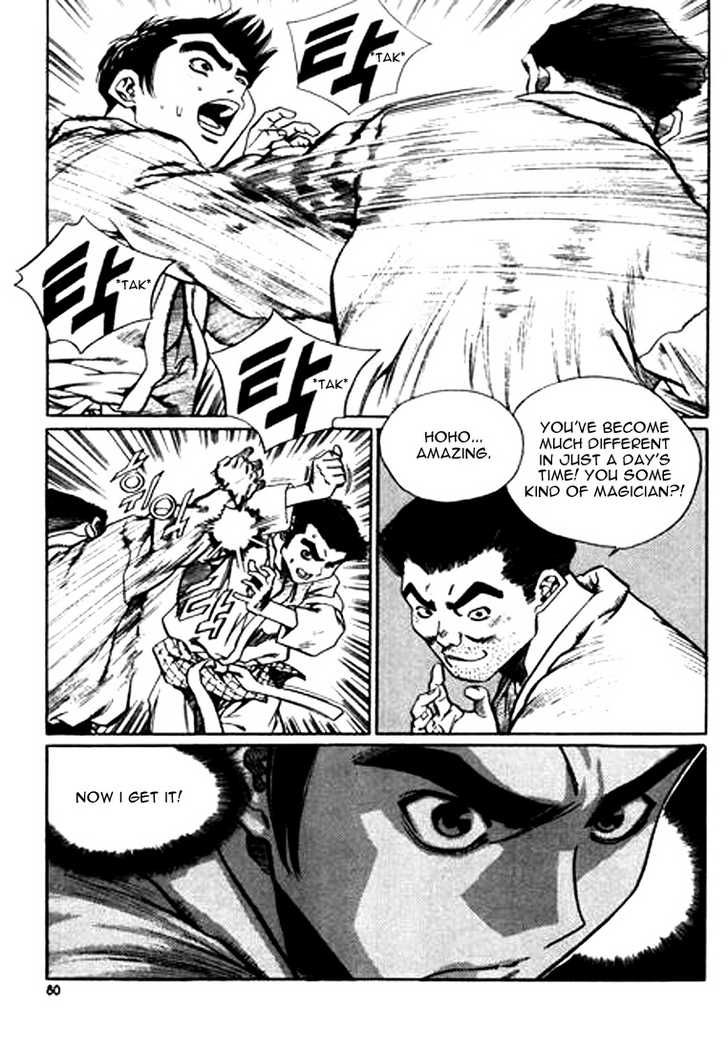 탁
*TAK*
탁
*TAK*
탁
*TAK*
HOHO...
AMAZING.
YOU'VE BECOME
MUCH DIFFERENT
IN JUST A DAY'S
TIME! YOU SOME
KIND OF MAGICIAN?!
NOW I GET IT!
80